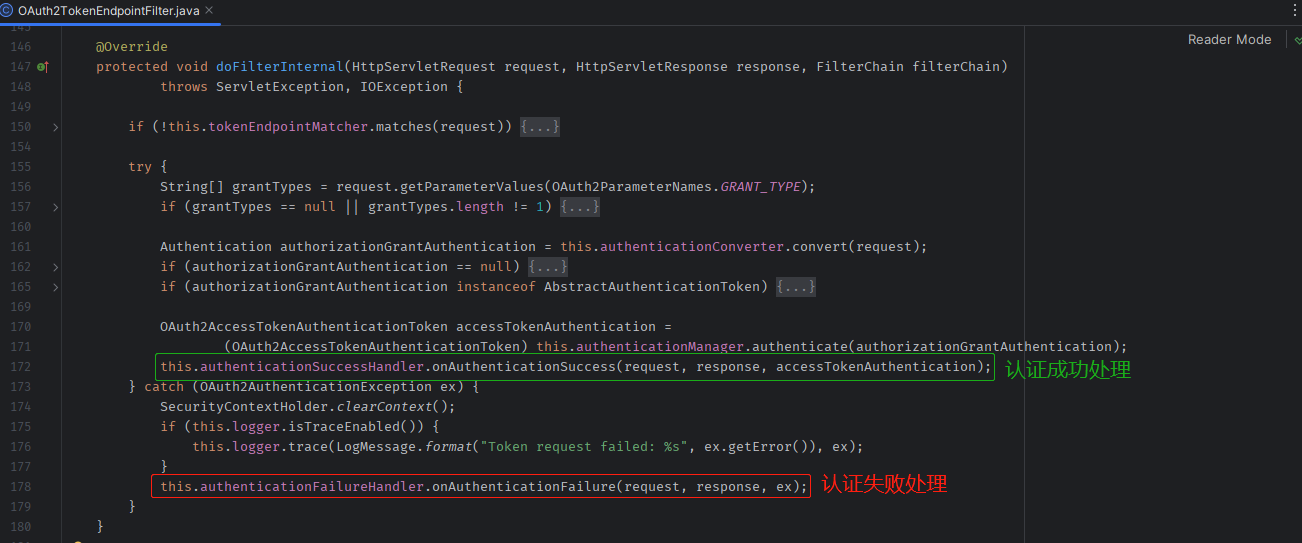 OAuth2TokenEndpointFilter.java
Reader Mode
146 @Override
147 protected void doFilterInternal(HttpServletRequest request, HttpServletResponse response, FilterChain filterChain)
148 throws ServletException, IOException {
149
150 if (!this.tokenEndpointMatcher.matches(request)) {...}
154
155 try {
156 String[] grantTypes = request.getParameterValues(OAuth2ParameterNames.GRANT_TYPE);
157 if (grantTypes == null || grantTypes.length != 1) {...}
160
161 Authentication authorizationGrantAuthentication = this.authenticationConverter.convert(request);
162 if (authorizationGrantAuthentication == null) {...}
165 if (authorizationGrantAuthentication instanceof AbstractAuthenticationToken) {...}
169
170 OAuth2AccessTokenAuthenticationToken accessTokenAuthentication =
171 (OAuth2AccessTokenAuthenticationToken) this.authenticationManager.authenticate(authorizationGrantAuthentication);
172 this.authenticationSuccessHandler.onAuthenticationSuccess(request, response, accessTokenAuthentication); 认证成功处理
173 } catch (OAuth2AuthenticationException ex) {
174 SecurityContextHolder.clearContext();
175 if (this.logger.isTraceEnabled()) {
176 this.logger.trace(LogMessage.format("Token request failed: %s", ex.getError()), ex);
177 }
178 this.authenticationFailureHandler.onAuthenticationFailure(request, response, ex); 认证失败处理
179 }
180 }